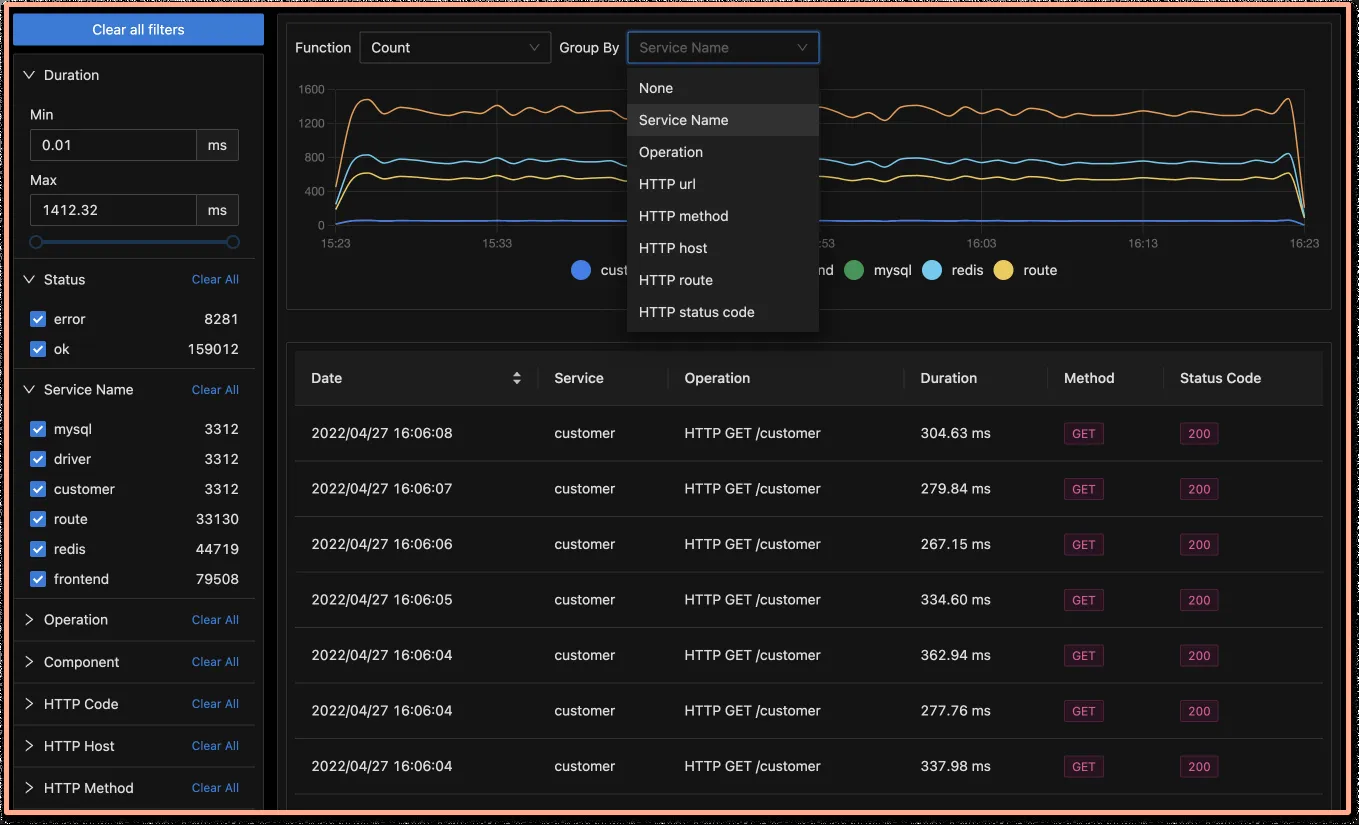 Clear all filters
Duration
Min
0.01 ms
Max
1412.32 ms
Status Clear All
error 8281
ok 159012
Service Name Clear All
mysql 3312
driver 3312
customer 3312
route 33130
redis 44719
frontend 79508
Operation Clear All
Component Clear All
HTTP Code Clear All
HTTP Host Clear All
HTTP Method Clear All
Function Count Group By Service Name
None
Service Name
Operation
HTTP url
HTTP method
HTTP host
HTTP route
HTTP status code
1600
1200
800
400
0
15:23 15:33 :53 16:03 16:13 16:23
cust nd mysql redis route
Date Service Operation Duration Method Status Code
2022/04/27 16:06:08 customer HTTP GET /customer 304.63 ms GET 200
2022/04/27 16:06:07 customer HTTP GET /customer 279.84 ms GET 200
2022/04/27 16:06:06 customer HTTP GET /customer 267.15 ms GET 200
2022/04/27 16:06:05 customer HTTP GET /customer 334.60 ms GET 200
2022/04/27 16:06:04 customer HTTP GET /customer 362.94 ms GET 200
2022/04/27 16:06:04 customer HTTP GET /customer 277.76 ms GET 200
2022/04/27 16:06:04 customer HTTP GET /customer 337.98 ms GET 200